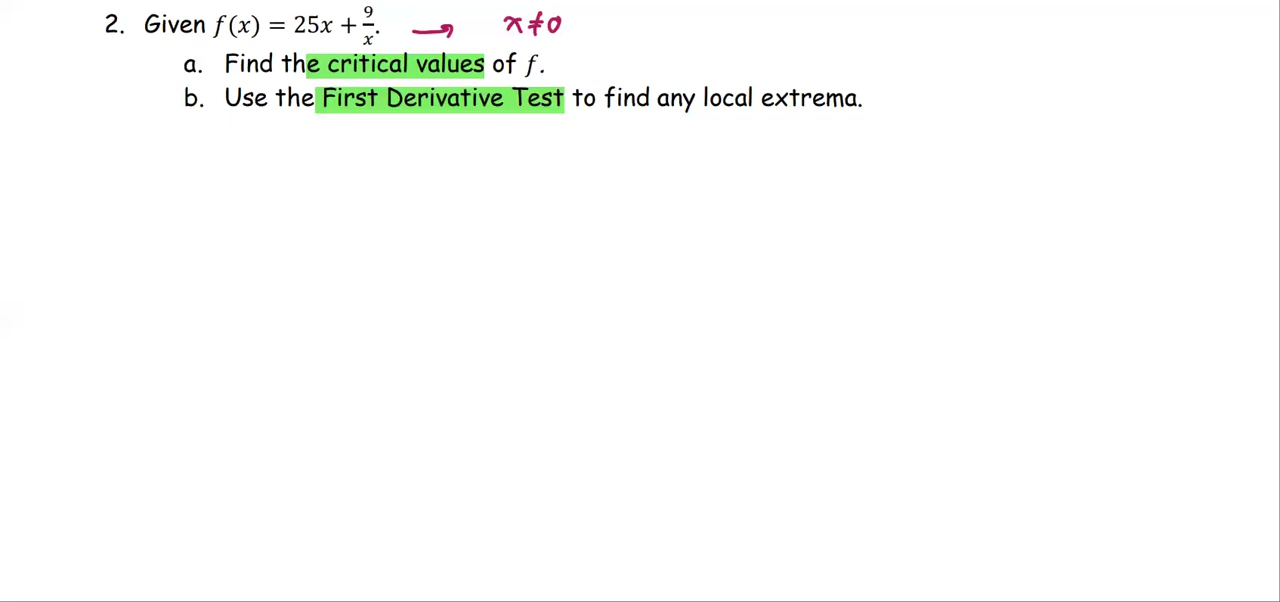 2. Given f(x) = 25x + 9/x. → x≠0
a. Find the critical values of f.
b. Use the First Derivative Test to find any local extrema.